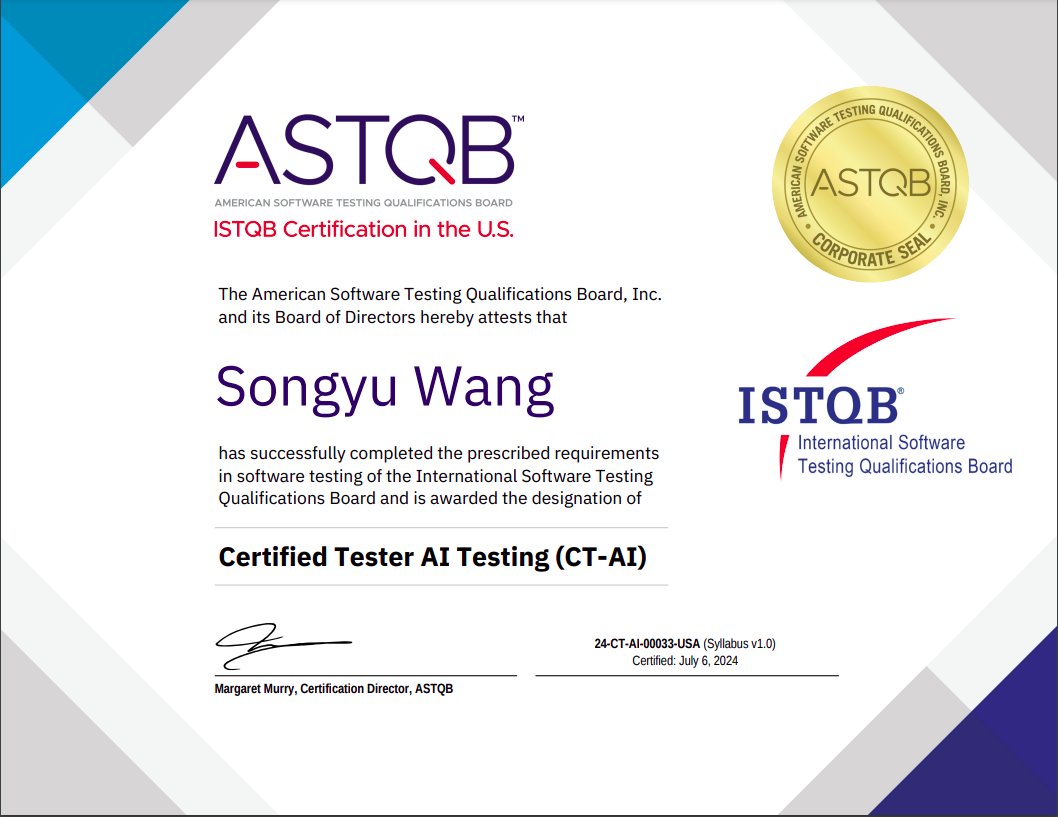 ASTQB™
AMERICAN SOFTWARE TESTING QUALIFICATIONS BOARD
ISTQB Certification in the U.S.
AMERICAN SOFTWARE TESTING QUALIFICATIONS BOARD, INC.
ASTQB
• CORPORATE SEAL •
The American Software Testing Qualifications Board, Inc.
and its Board of Directors hereby attests that
Songyu Wang
ISTQB®
International Software
Testing Qualifications Board
has successfully completed the prescribed requirements
in software testing of the International Software Testing
Qualifications Board and is awarded the designation of
Certified Tester AI Testing (CT-AI)
24-CT-AI-00033-USA (Syllabus v1.0)
Certified: July 6, 2024
Margaret Murry, Certification Director, ASTQB